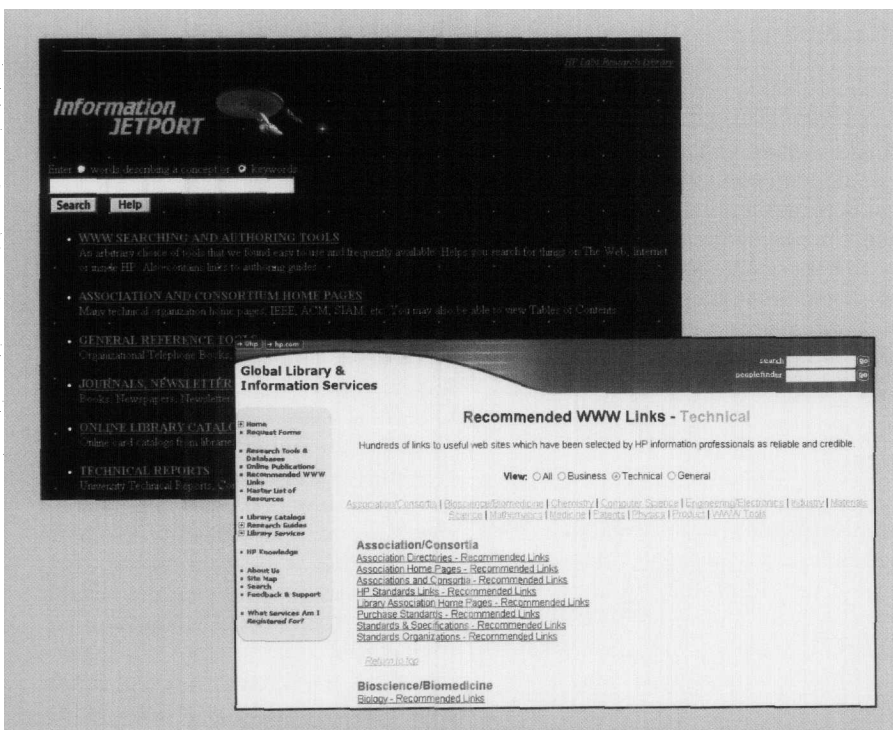 HP Labs Research Library
Information
JETPORT
Enter words describing a concept or keywords
Search Help
• WWW SEARCHING AND AUTHORING TOOLS
An arbitrary choice of tools that we found easy to use and frequently available. Helps you search for things on The Web, Internet
or inside HP. Also contains links to authoring guides
• ASSOCIATION AND CONSORTIUM HOME PAGES
Many technical organization home pages, IEEE, ACM, SIAM, etc. You may also be able to view Tables of Contents.
• GENERAL REFERENCE TOOLS
Organizational Telephone Books,
• JOURNALS, NEWSLETTER
Books, Newspapers, Newsletter
• ONLINE LIBRARY CATALO
Online card catalogs from librarie
• TECHNICAL REPORTS
University Technical Reports,
hp.com
search go
peoplefinder go
Global Library &
Information Services
Home
• Request Forms
• Research Tools &
Databases
• Online Publications
• Recommended WWW
Links
• Master List of
Resources
• Library Catalogs
Research Guides
Library Services
• HP Knowledge
• About Us
• Site Map
• Search
• Feedback & Support
• What Services Am I
Registered For?
Recommended WWW Links - Technical
Hundreds of links to useful web sites which have been selected by HP information professionals as reliable and credible.
View: All Business Technical General
Association/Consortia | Bioscience/Biomedicine | Chemistry | Computer Science | Engineering/Electronics | Industry | Materials
Science | Mathematics | Medicine | Patents | Physics | Product | WWW Tools
Association/Consortia
Association Directories - Recommended Links
Association Home Pages - Recommended Links
Associations and Consortia - Recommended Links
HP Standards Links - Recommended Links
Library Association Home Pages - Recommended Links
Purchase Standards - Recommended Links
Standards & Specifications - Recommended Links
Standards Organizations - Recommended Links
Return to top
Bioscience/Biomedicine
Biology - Recommended Links